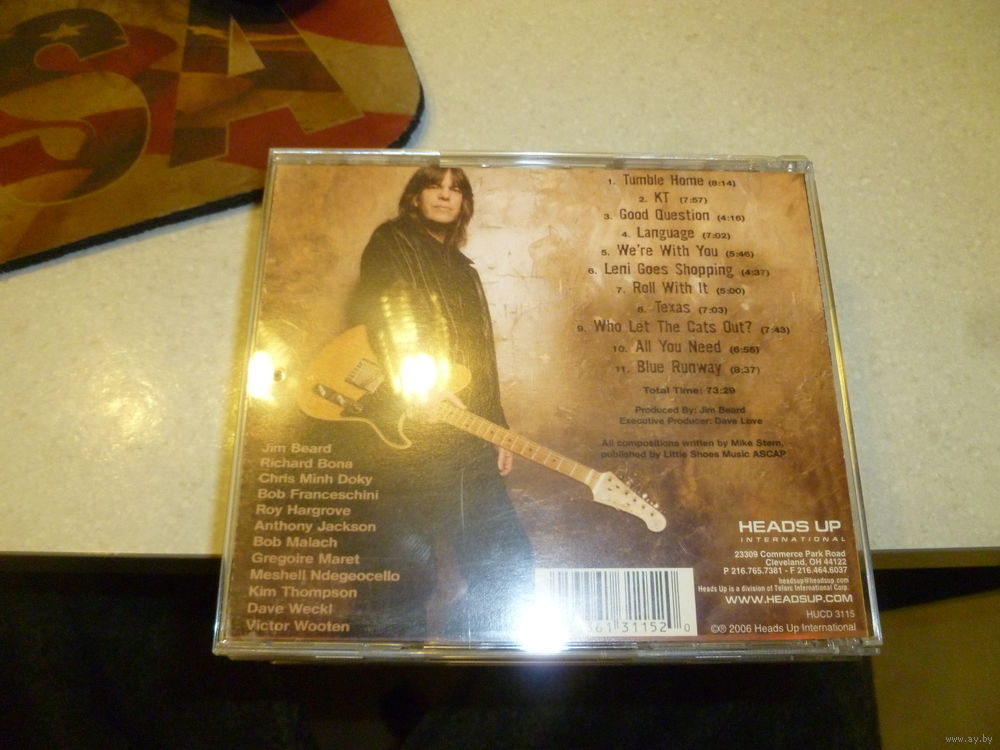 SA
1. Tumble Home (8:14)
2. KT (7:57)
3. Good Question (4:16)
4. Language (7:02)
5. We're With You (5:46)
6. Leni Goes Shopping (4:37)
7. Roll With It (5:00)
8. Texas (7:03)
9. Who Let The Cats Out? (7:43)
10. All You Need (6:56)
11. Blue Runway (8:37)
Total Time: 73:29
Produced By: Jim Beard
Executive Producer: Dave Love
All compositions written by Mike Stern,
published by Little Shoes Music ASCAP
Jim Beard
Richard Bona
Chris Minh Doky
Bob Franceschini
Roy Hargrove
Anthony Jackson
Bob Malach
Gregoire Maret
Meshell Ndegeocello
Kim Thompson
Dave Weckl
Victor Wooten
HEADS UP
INTERNATIONAL
23309 Commerce Park Road
Cleveland, OH 44122
P 216.765.7381 - F 216.464.6037
headsup@headsup.com
Heads Up is a division of Telarc International Corp.
WWW.HEADSUP.COM
HUCD 3115
©℗ 2006 Heads Up International
361 31152 0
www.ay.by